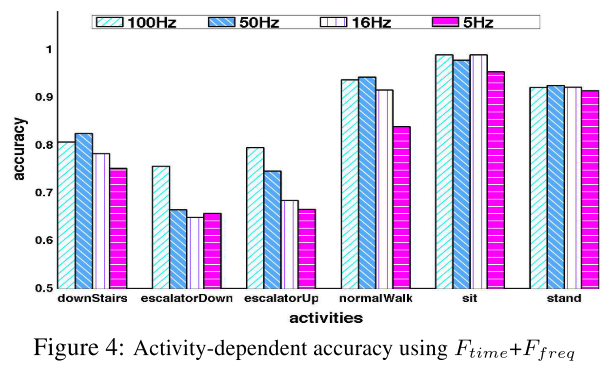 100Hz 50Hz 16Hz 5Hz
1
0.9
0.8
0.7
0.6
0.5
accuracy
downStairs escalatorDown escalatorUp normalWalk sit stand
activities
Figure 4: Activity-dependent accuracy using F_time+F_freq